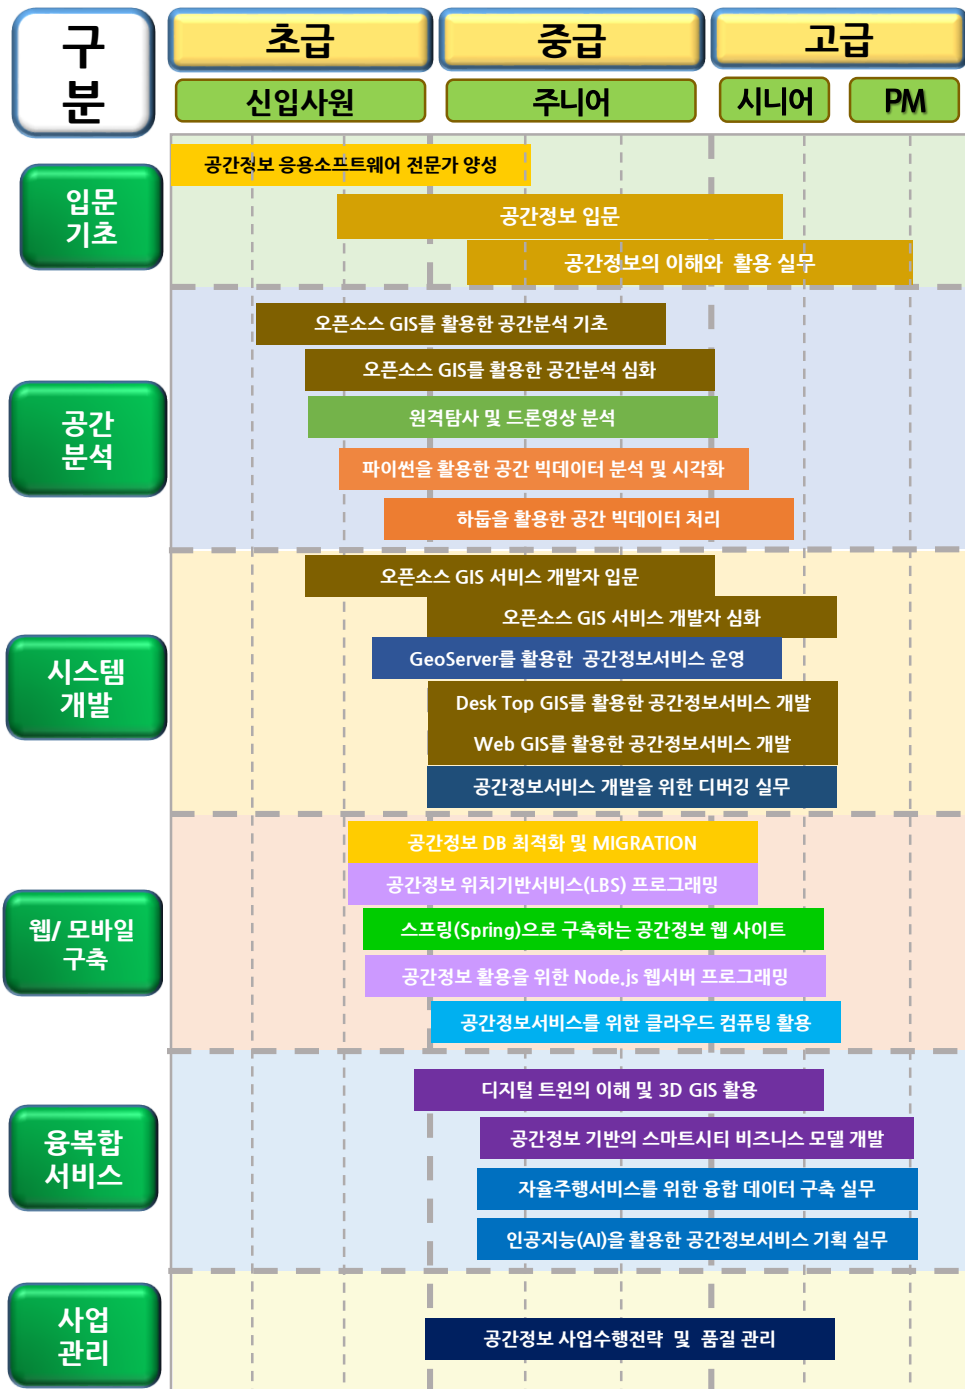 구
분
초급
중급
고급
신입사원
주니어
시니어
PM
입문
기초
공간정보 응용소프트웨어 전문가 양성
공간정보 입문
공간정보의 이해와 활용 실무
공간
분석
오픈소스 GIS를 활용한 공간분석 기초
오픈소스 GIS를 활용한 공간분석 심화
원격탐사 및 드론영상 분석
파이썬을 활용한 공간 빅데이터 분석 및 시각화
하둡을 활용한 공간 빅데이터 처리
시스템
개발
오픈소스 GIS 서비스 개발자 입문
오픈소스 GIS 서비스 개발자 심화
GeoServer를 활용한 공간정보서비스 운영
Desk Top GIS를 활용한 공간정보서비스 개발
Web GIS를 활용한 공간정보서비스 개발
공간정보서비스 개발을 위한 디버깅 실무
웹/ 모바일
구축
공간정보 DB 최적화 및 MIGRATION
공간정보 위치기반서비스(LBS) 프로그래밍
스프링(Spring)으로 구축하는 공간정보 웹 사이트
공간정보 활용을 위한 Node.js 웹서버 프로그래밍
공간정보서비스를 위한 클라우드 컴퓨팅 활용
융복합
서비스
디지털 트윈의 이해 및 3D GIS 활용
공간정보 기반의 스마트시티 비즈니스 모델 개발
자율주행서비스를 위한 융합 데이터 구축 실무
인공지능(AI)을 활용한 공간정보서비스 기획 실무
사업
관리
공간정보 사업수행전략 및 품질 관리